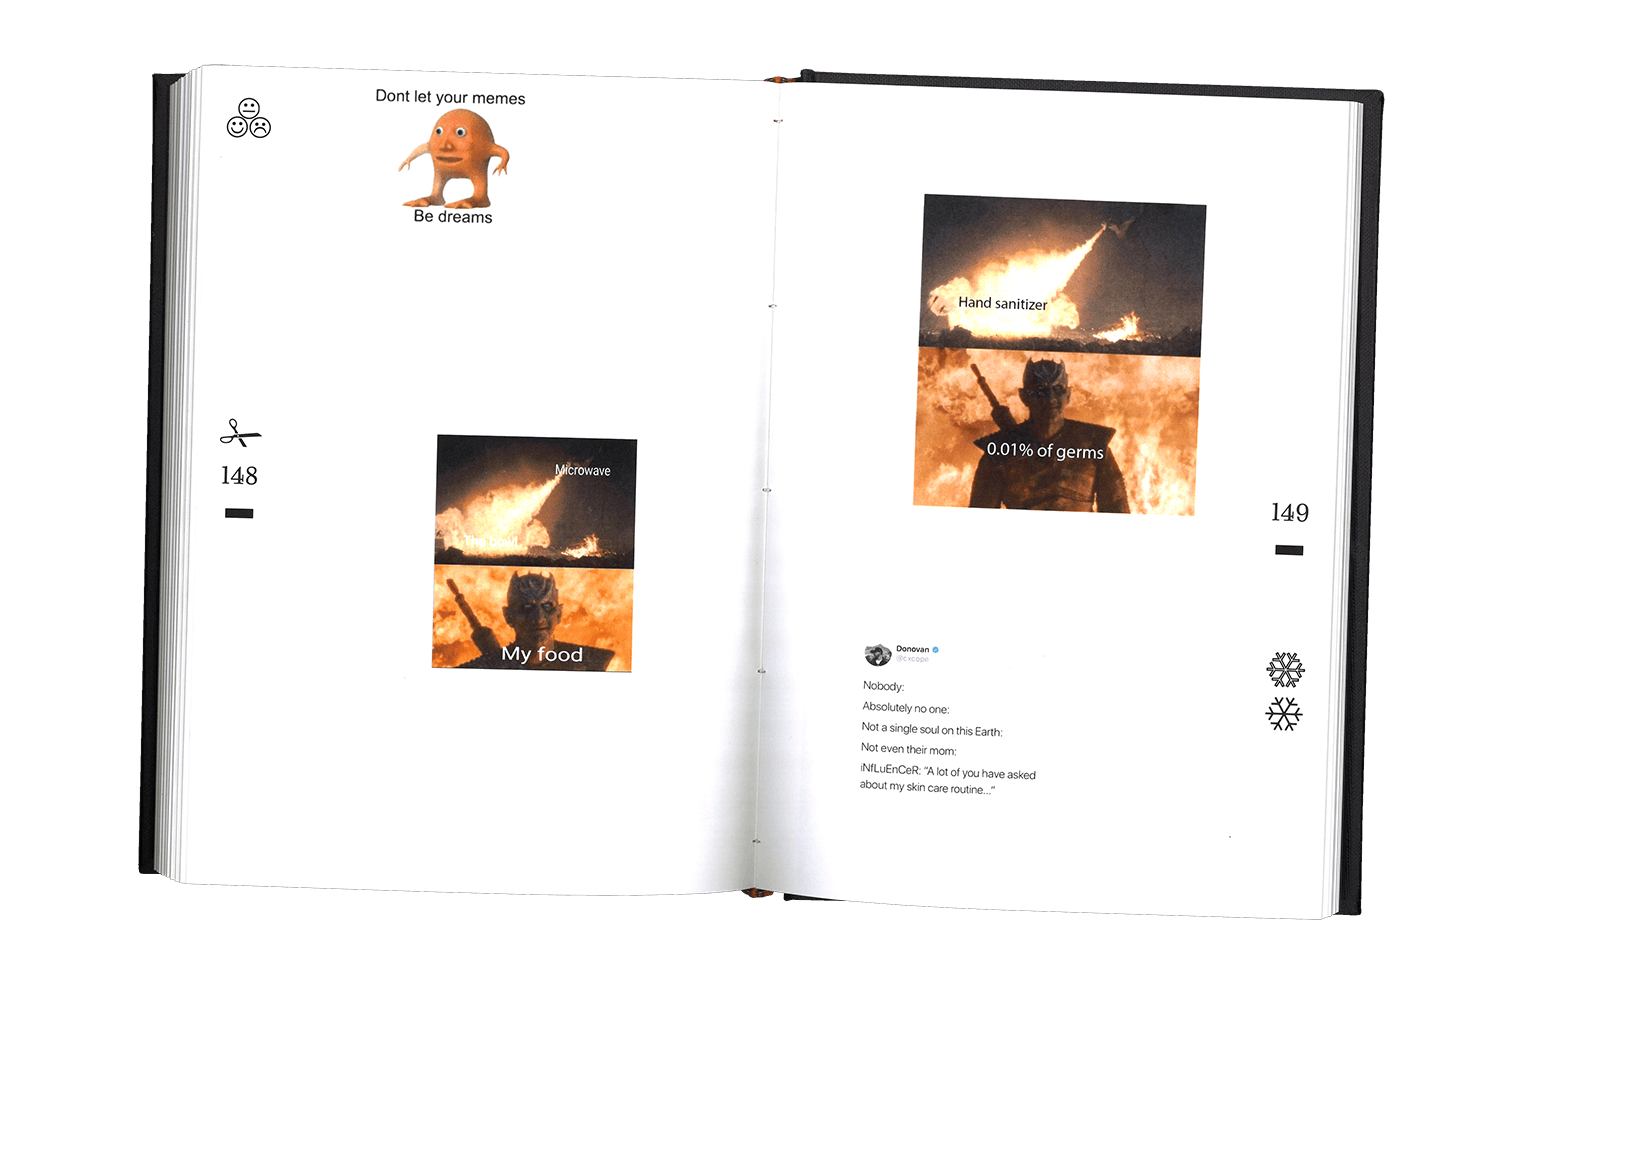 Dont let your memes
Be dreams
148
Microwave
The bowl
My food
Hand sanitizer
0.01% of germs
149
Donovan
@cxcope
Nobody:
Absolutely no one:
Not a single soul on this Earth:
Not even their mom:
iNfLuEnCeR: “A lot of you have asked
about my skin care routine...”